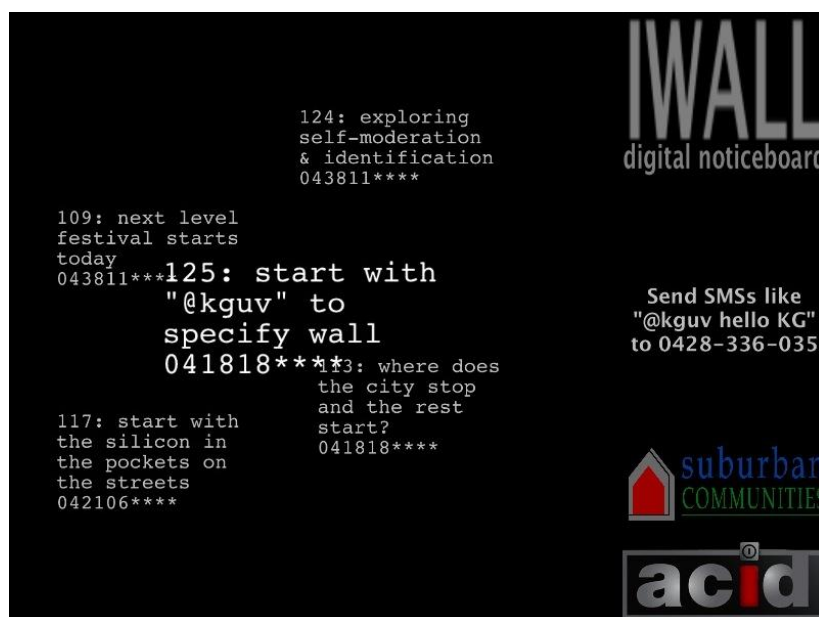 IWALL
digital noticeboard
124: exploring
self-moderation
& identification
043811****
109: next level
festival starts
today
043811****
125: start with
"@kguv" to
specify wall
041818****
Send SMSs like
"@kguv hello KG"
to 0428-336-035
113: where does
the city stop
and the rest
start?
041818****
117: start with
the silicon in
the pockets on
the streets
042106****
suburban
COMMUNITIES
acid